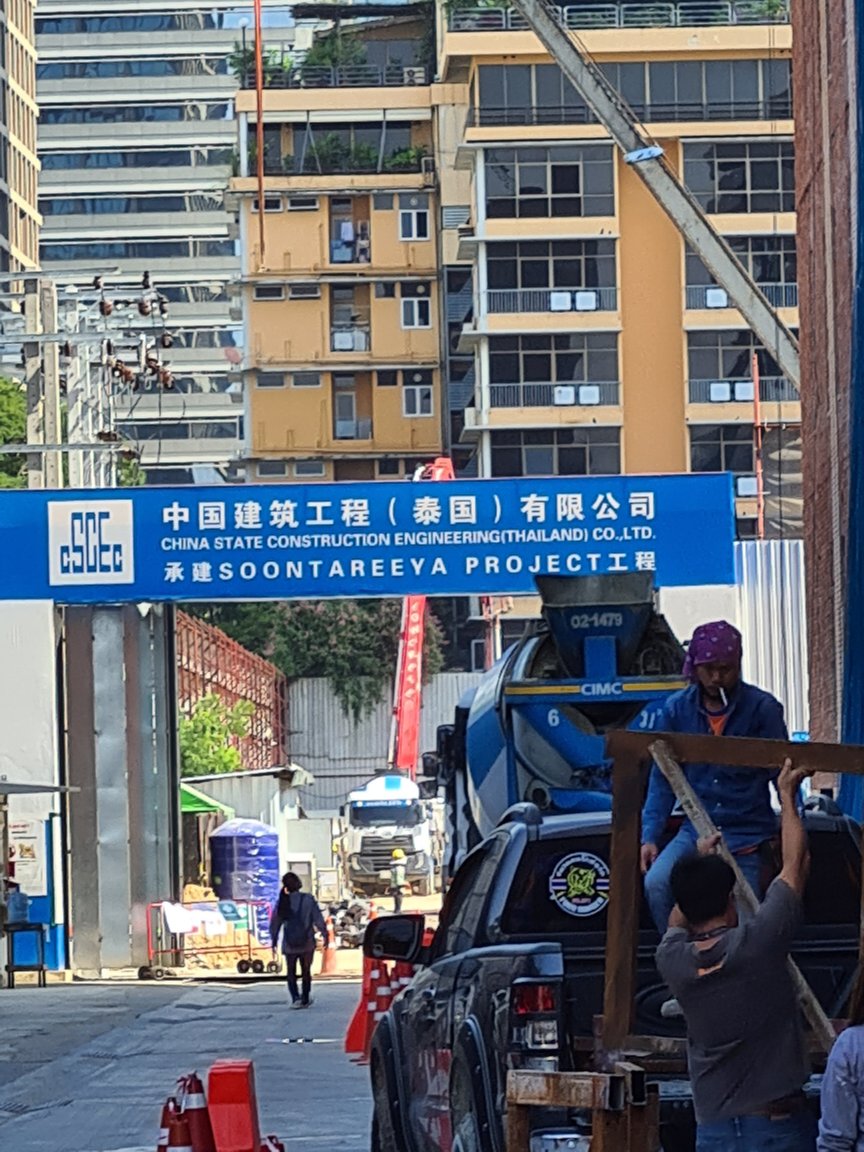 CSCEC
中国建筑工程（泰国）有限公司
CHINA STATE CONSTRUCTION ENGINEERING(THAILAND) CO.,LTD.
承建SOONTAREEYA PROJECT工程
02-1479
CIMC
6